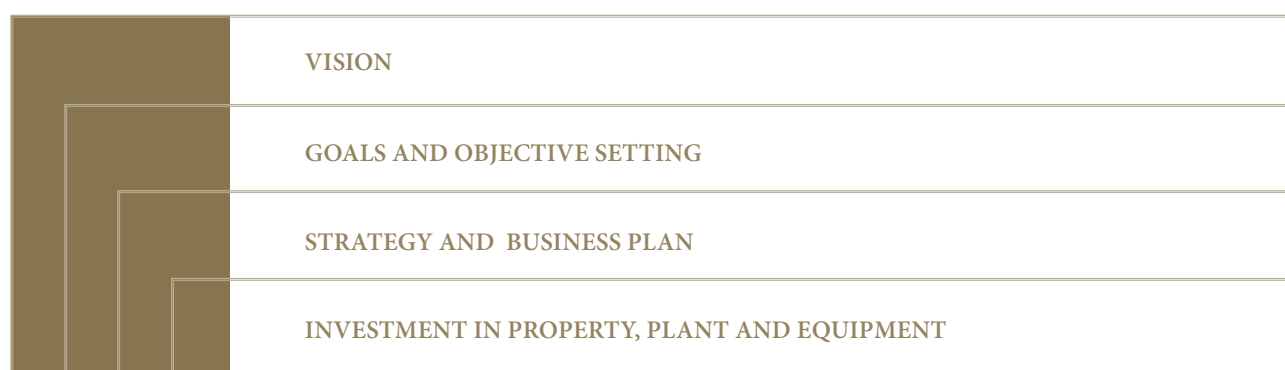 VISION
GOALS AND OBJECTIVE SETTING
STRATEGY AND BUSINESS PLAN
INVESTMENT IN PROPERTY, PLANT AND EQUIPMENT